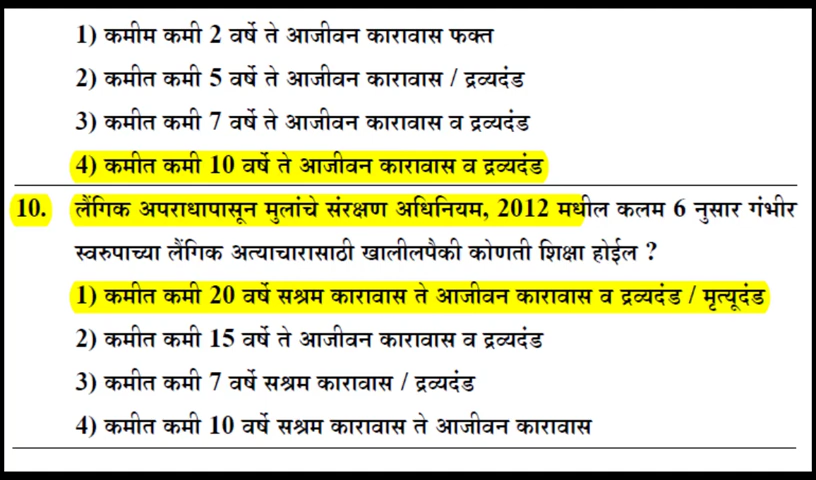 1) कमीम कमी 2 वर्षे ते आजीवन कारावास फक्त
2) कमीत कमी 5 वर्षे ते आजीवन कारावास / द्रव्यदंड
3) कमीत कमी 7 वर्षे ते आजीवन कारावास व द्रव्यदंड
4) कमीत कमी 10 वर्षे ते आजीवन कारावास व द्रव्यदंड
10. लैंगिक अपराधापासून मुलांचे संरक्षण अधिनियम, 2012 मधील कलम 6 नुसार गंभीर
स्वरुपाच्या लैंगिक अत्याचारासाठी खालीलपैकी कोणती शिक्षा होईल ?
1) कमीत कमी 20 वर्षे सश्रम कारावास ते आजीवन कारावास व द्रव्यदंड / मृत्यूदंड
2) कमीत कमी 15 वर्षे ते आजीवन कारावास व द्रव्यदंड
3) कमीत कमी 7 वर्षे सश्रम कारावास / द्रव्यदंड
4) कमीत कमी 10 वर्षे सश्रम कारावास ते आजीवन कारावास